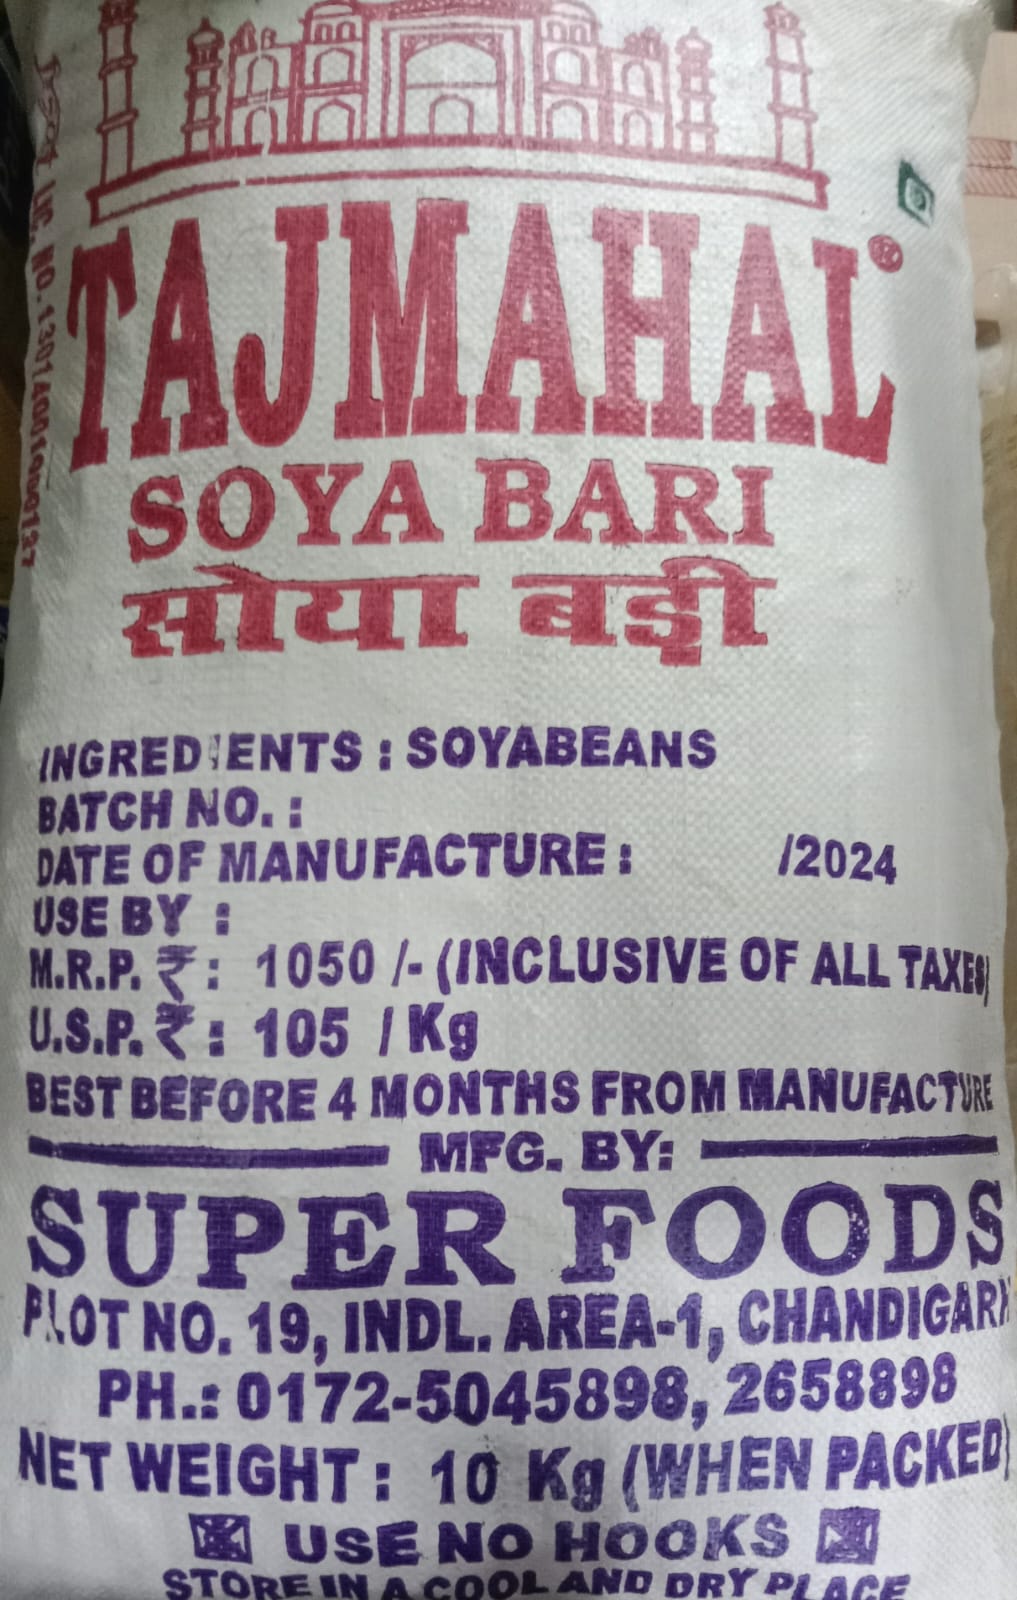 TAJMAHAL®
SOYA BARI
सोया बड़ी
INGREDIENTS : SOYABEANS
BATCH NO. :
DATE OF MANUFACTURE : /2024
USE BY :
M.R.P. ₹ : 1050 /- (INCLUSIVE OF ALL TAXES)
U.S.P. ₹ : 105 / Kg
BEST BEFORE 4 MONTHS FROM MANUFACTURE
MFG. BY:
SUPER FOODS
PLOT NO. 19, INDL. AREA-1, CHANDIGARH
PH.: 0172-5045898, 2658898
NET WEIGHT : 10 Kg (WHEN PACKED)
USE NO HOOKS
STORE IN A COOL AND DRY PLACE
LIC. NO.